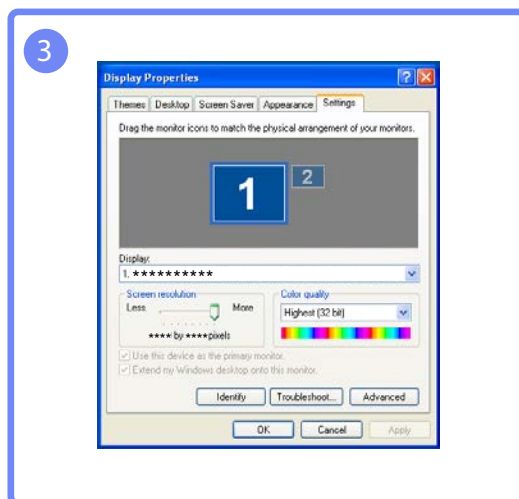 3
Display Properties
Themes Desktop Screen Saver Appearance Settings
Drag the monitor icons to match the physical arrangement of your monitors.
1 2
Display:
1. **********
Screen resolution Color quality
Less More Highest (32 bit)
**** by ****pixels
Use this device as the primary monitor.
Extend my Windows desktop onto this monitor.
Identify Troubleshoot... Advanced
OK Cancel Apply